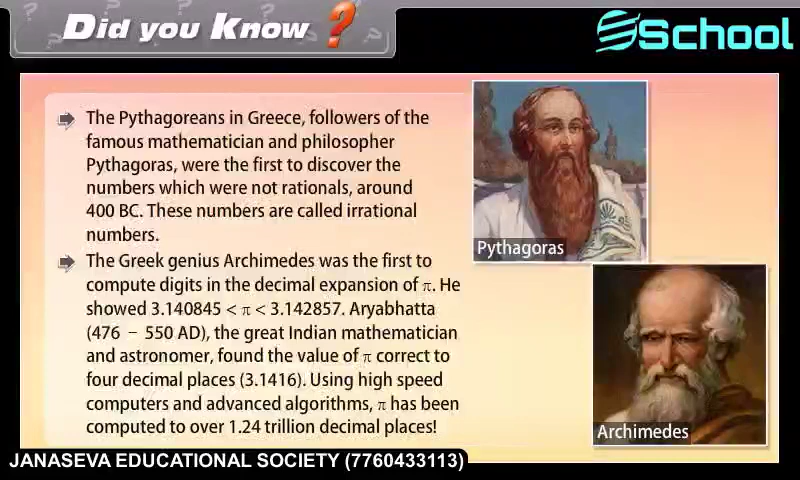 Did you Know ?
School
The Pythagoreans in Greece, followers of the
famous mathematician and philosopher
Pythagoras, were the first to discover the
numbers which were not rationals, around
400 BC. These numbers are called irrational
numbers.
The Greek genius Archimedes was the first to
compute digits in the decimal expansion of π. He
showed 3.140845 < π < 3.142857. Aryabhatta
(476 – 550 AD), the great Indian mathematician
and astronomer, found the value of π correct to
four decimal places (3.1416). Using high speed
computers and advanced algorithms, π has been
computed to over 1.24 trillion decimal places!
Pythagoras
Archimedes
JANASEVA EDUCATIONAL SOCIETY (7760433113)